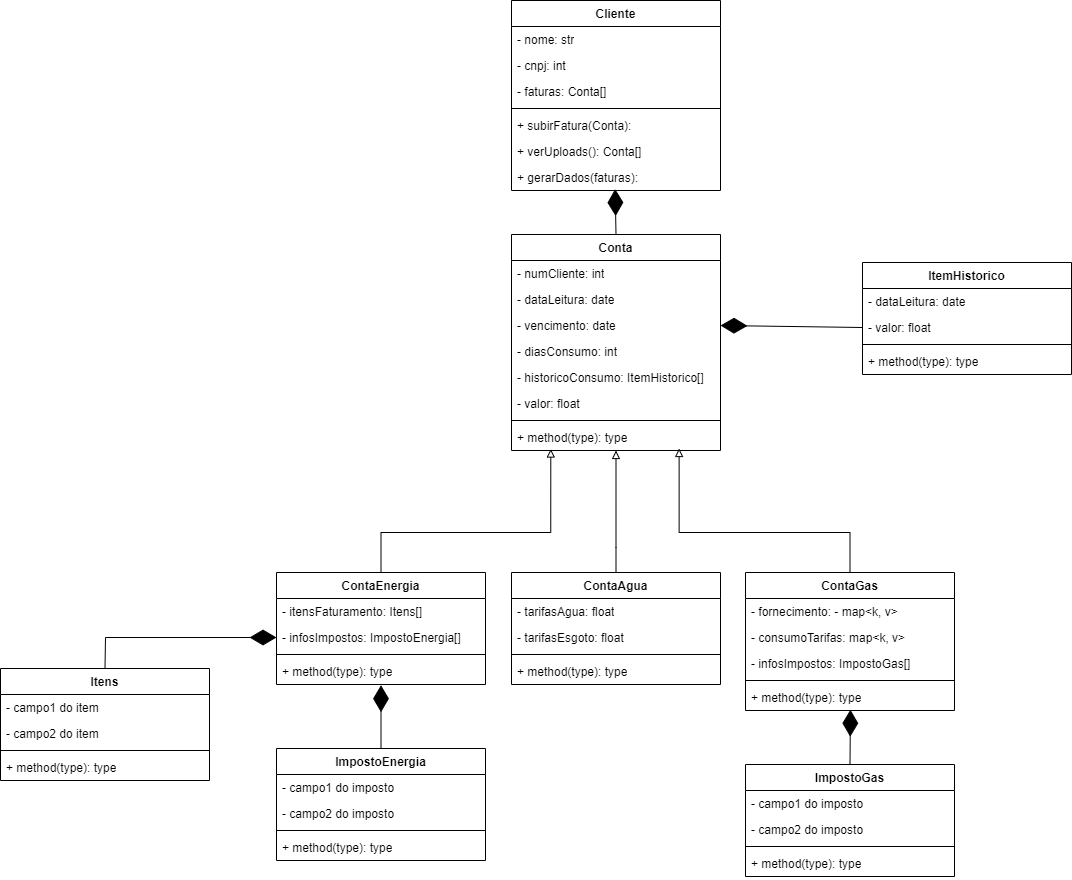 Cliente
- nome: str
- cnpj: int
- faturas: Conta[]
+ subirFatura(Conta):
+ verUploads(): Conta[]
+ gerarDados(faturas):
Conta
- numCliente: int
- dataLeitura: date
- vencimento: date
- diasConsumo: int
- historicoConsumo: ItemHistorico[]
- valor: float
+ method(type): type
ItemHistorico
- dataLeitura: date
- valor: float
+ method(type): type
ContaEnergia
- itensFaturamento: Itens[]
- infosImpostos: ImpostoEnergia[]
+ method(type): type
ContaAgua
- tarifasAgua: float
- tarifasEsgoto: float
+ method(type): type
ContaGas
- fornecimento: - map<k, v>
- consumoTarifas: map<k, v>
- infosImpostos: ImpostoGas[]
+ method(type): type
Itens
- campo1 do item
- campo2 do item
+ method(type): type
ImpostoEnergia
- campo1 do imposto
- campo2 do imposto
+ method(type): type
ImpostoGas
- campo1 do imposto
- campo2 do imposto
+ method(type): type